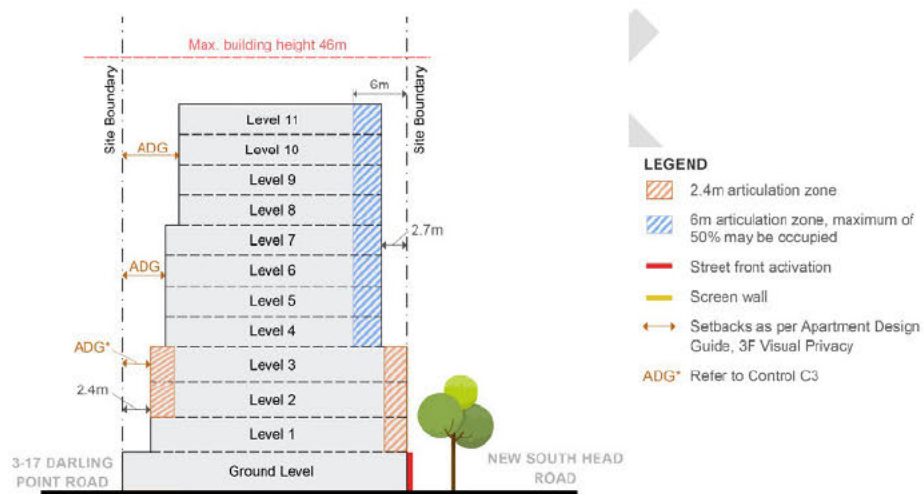 Max. building height 46m
Site Boundary
Site Boundary
6m
Level 11
ADG
Level 10
Level 9
Level 8
2.7m
Level 7
ADG
Level 6
Level 5
Level 4
ADG*
Level 3
2.4m
Level 2
Level 1
3-17 DARLING
POINT ROAD
Ground Level
NEW SOUTH HEAD
ROAD
LEGEND
2.4m articulation zone
6m articulation zone, maximum of
50% may be occupied
Street front activation
Screen wall
Setbacks as per Apartment Design
Guide, 3F Visual Privacy
ADG* Refer to Control C3